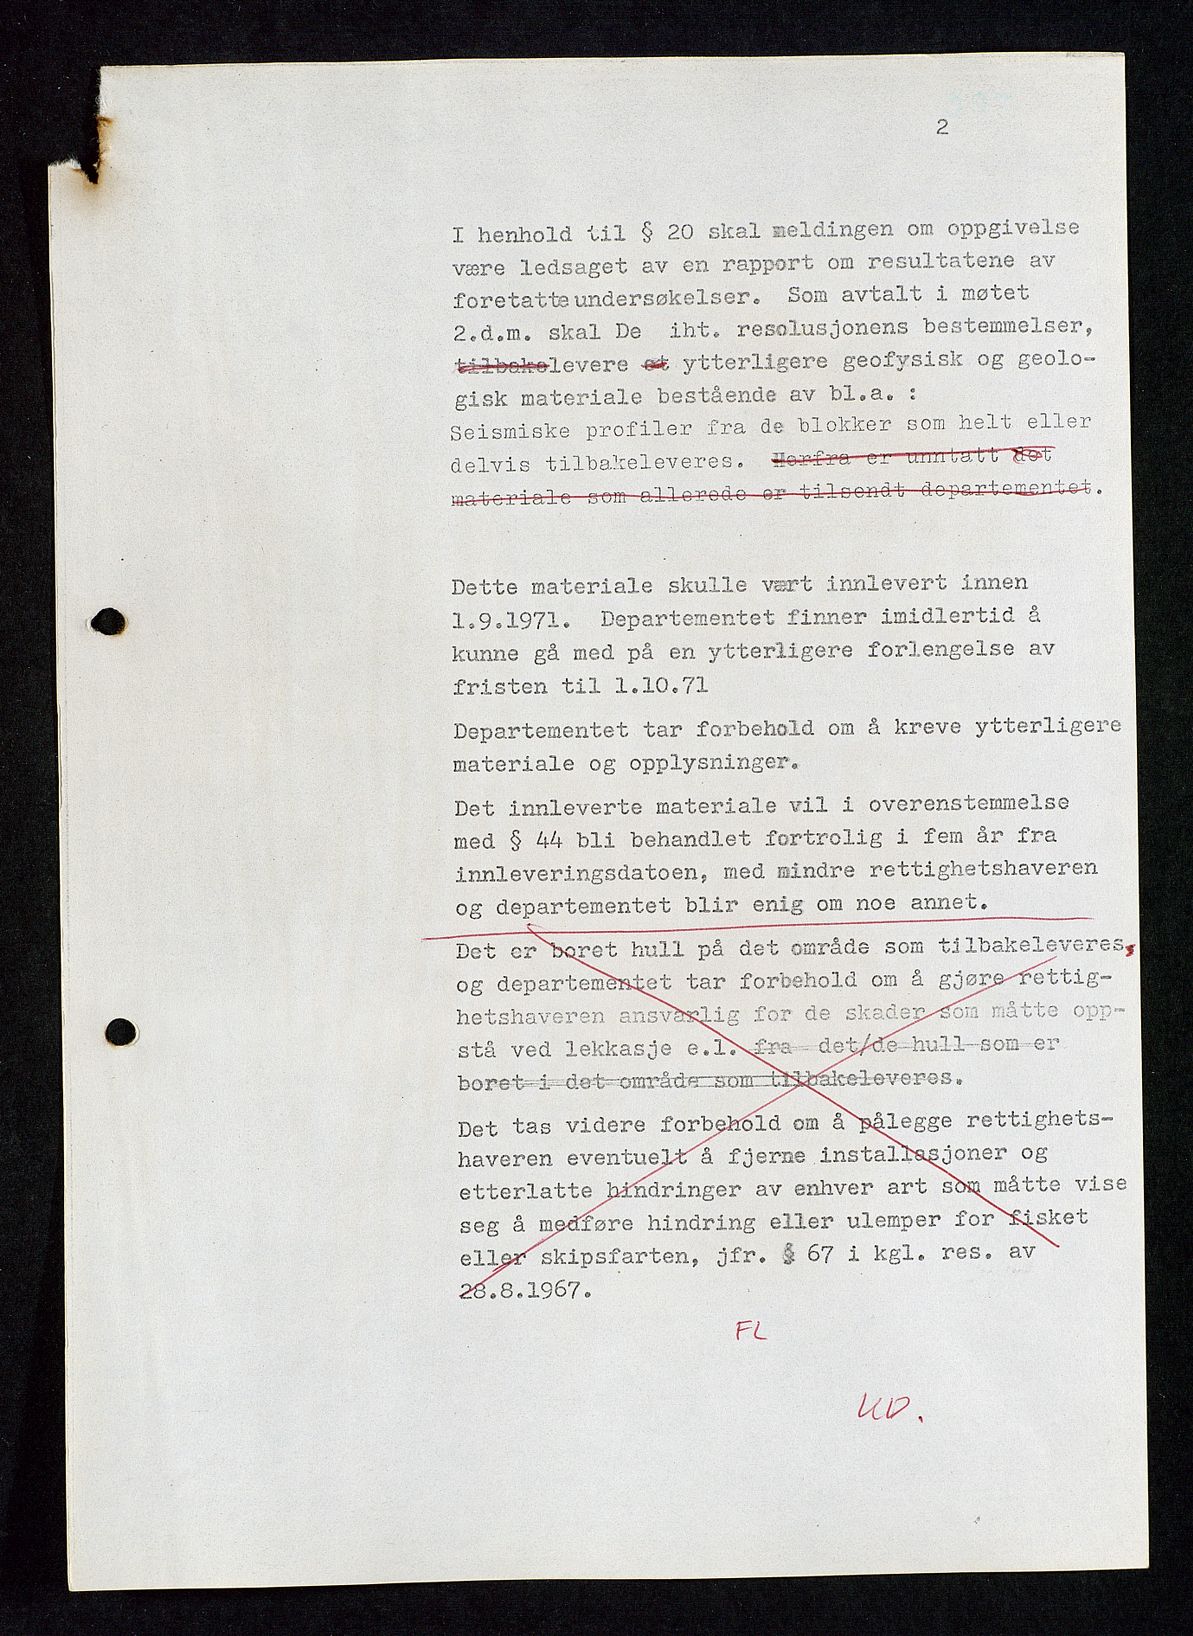 2
I henhold til § 20 skal meldingen om oppgivelse
være ledsaget av en rapport om resultatene av
foretatte undersøkelser. Som avtalt i møtet
2.d.m. skal De iht. resolusjonens bestemmelser,
tilbakelevere et ytterligere geofysisk og geolo-
gisk materiale bestående av bl.a. :
Seismiske profiler fra de blokker som helt eller
delvis tilbakeleveres. Herfra er unntatt det
materiale som allerede er tilsendt departementet.
Dette materiale skulle vært innlevert innen
1.9.1971. Departementet finner imidlertid å
kunne gå med på en ytterligere forlengelse av
fristen til 1.10.71
Departementet tar forbehold om å kreve ytterligere
materiale og opplysninger.
Det innleverte materiale vil i overenstemmelse
med § 44 bli behandlet fortrolig i fem år fra
innleveringsdatoen, med mindre rettighetshaveren
og departementet blir enig om noe annet.
Det er boret hull på det område som tilbakeleveres,
og departementet tar forbehold om å gjøre rettig-
hetshaveren ansvarlig for de skader som måtte opp-
stå ved lekkasje e.l. fra det/de hull som er
boret i det område som tilbakeleveres.
Det tas videre forbehold om å pålegge rettighets-
haveren eventuelt å fjerne installasjoner og
etterlatte hindringer av enhver art som måtte vise
seg å medføre hindring eller ulemper for fisket
eller skipsfarten, jfr. § 67 i kgl. res. av
28.8.1967.
FL